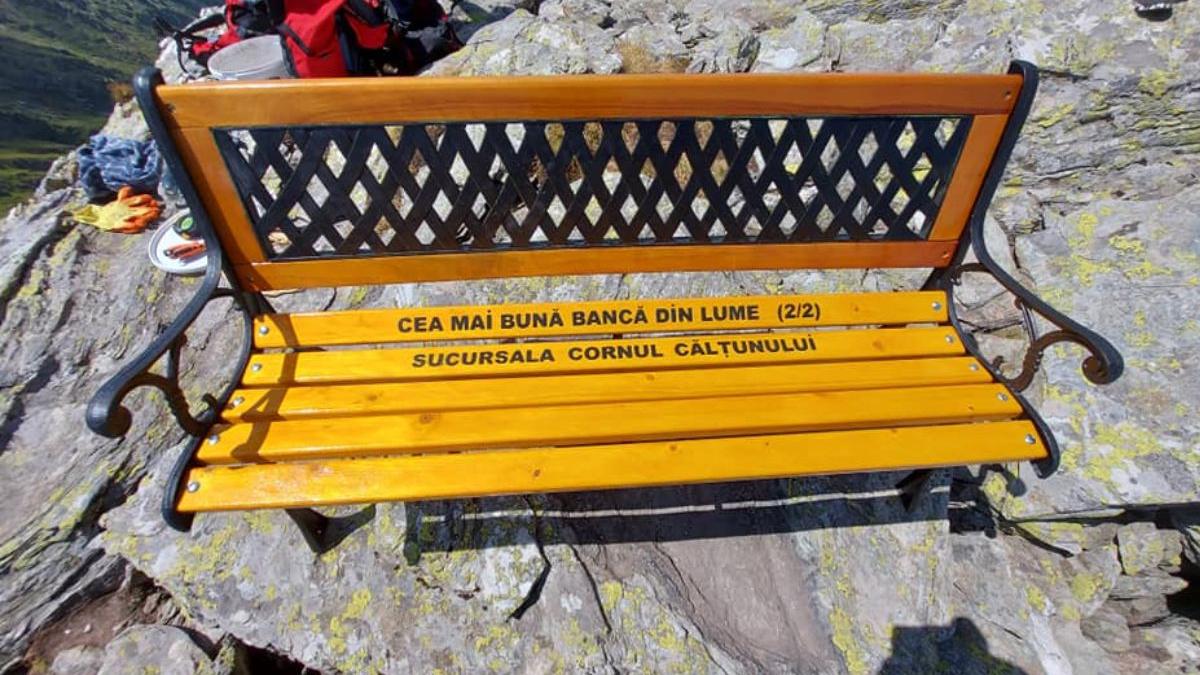 CEA MAI BUNĂ BANCĂ DIN LUME (2/2)
SUCURSALA CORNUL CĂLȚUNULUI